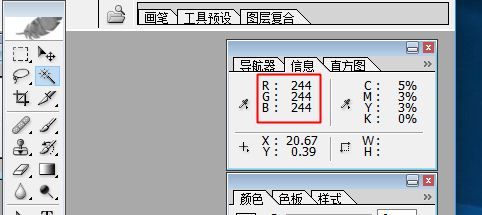 画笔 工具预设 图层复合
导航器 信息 直方图
R: 244 C: 5%
G: 244 M: 3%
B: 244 Y: 3%
K: 0%
X: 20.67 W:
Y: 0.39 H:
颜色 色板 样式